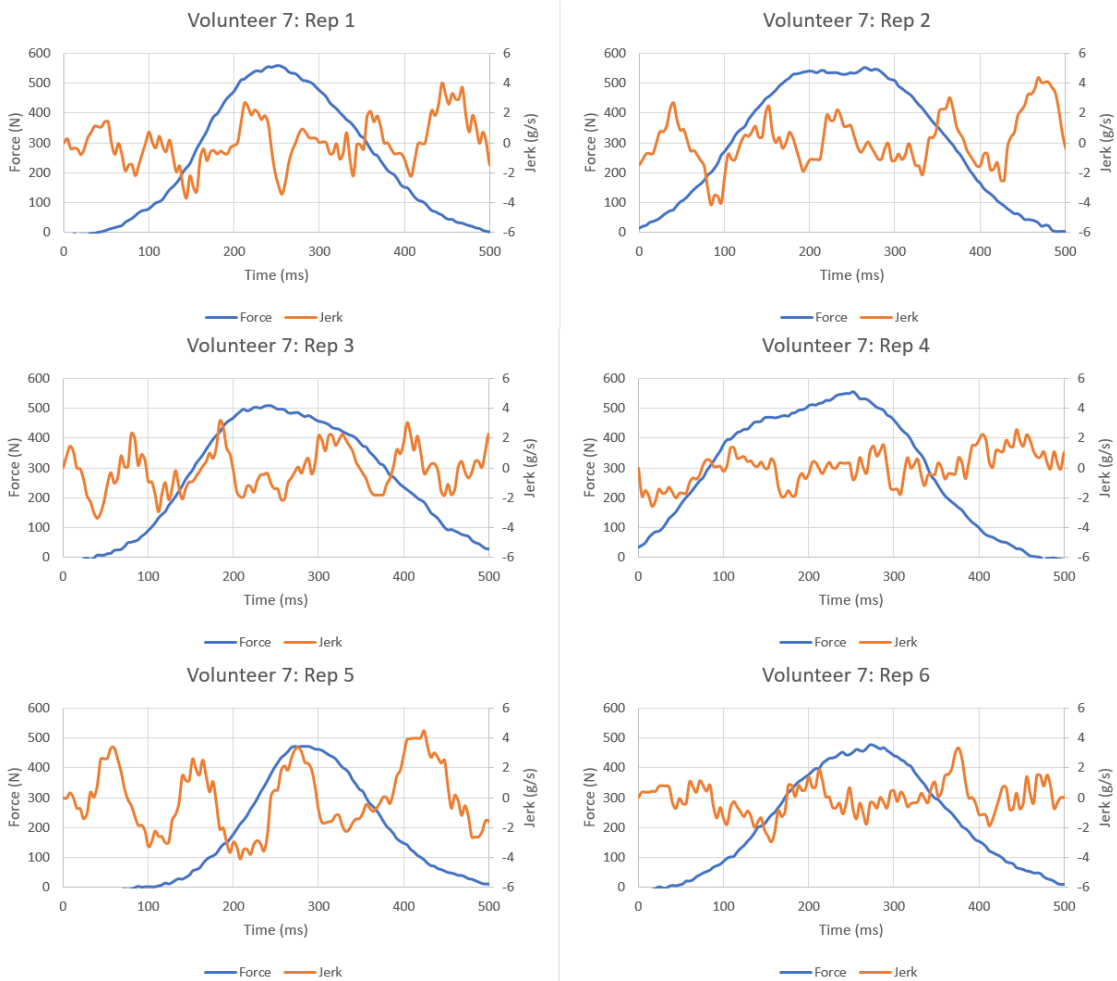 Volunteer 7: Rep 1
600 500 400 300 200 100 0
Force (N)
6 4 2 0 -2 -4 -6
Jerk (g/s)
0 100 200 300 400 500
Time (ms)
Force Jerk
Volunteer 7: Rep 2
600 500 400 300 200 100 0
Force (N)
6 4 2 0 -2 -4 -6
Jerk (g/s)
0 100 200 300 400 500
Time (ms)
Force Jerk
Volunteer 7: Rep 3
600 500 400 300 200 100 0
Force (N)
6 4 2 0 -2 -4 -6
Jerk (g/s)
0 100 200 300 400 500
Time (ms)
Force Jerk
Volunteer 7: Rep 4
600 500 400 300 200 100 0
Force (N)
6 4 2 0 -2 -4 -6
Jerk (g/s)
0 100 200 300 400 500
Time (ms)
Force Jerk
Volunteer 7: Rep 5
600 500 400 300 200 100 0
Force (N)
6 4 2 0 -2 -4 -6
Jerk (g/s)
0 100 200 300 400 500
Time (ms)
Force Jerk
Volunteer 7: Rep 6
600 500 400 300 200 100 0
Force (N)
6 4 2 0 -2 -4 -6
Jerk (g/s)
0 100 200 300 400 500
Time (ms)
Force Jerk